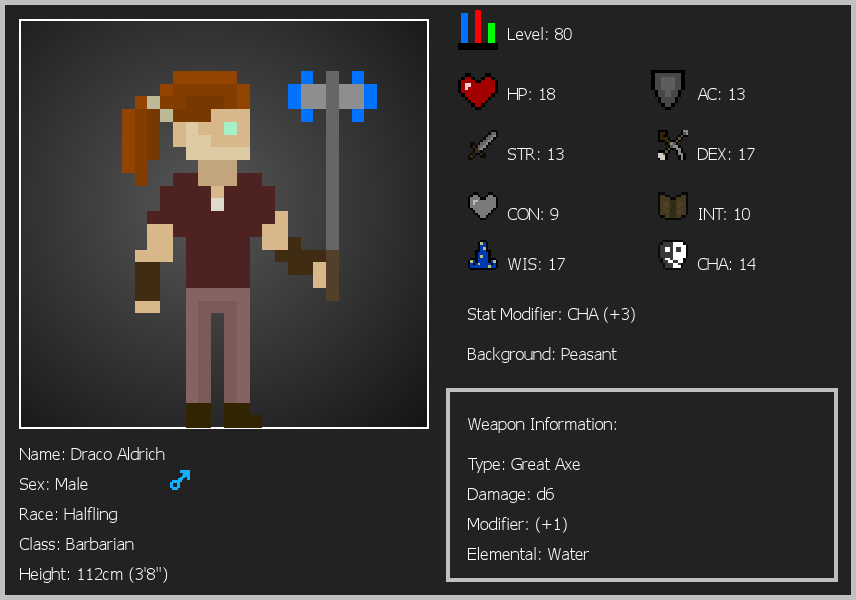 Level: 80
HP: 18
AC: 13
STR: 13
DEX: 17
CON: 9
INT: 10
WIS: 17
CHA: 14
Stat Modifier: CHA (+3)
Background: Peasant
Weapon Information:
Type: Great Axe
Damage: d6
Modifier: (+1)
Elemental: Water
Name: Draco Aldrich
Sex: Male
Race: Halfling
Class: Barbarian
Height: 112cm (3'8")